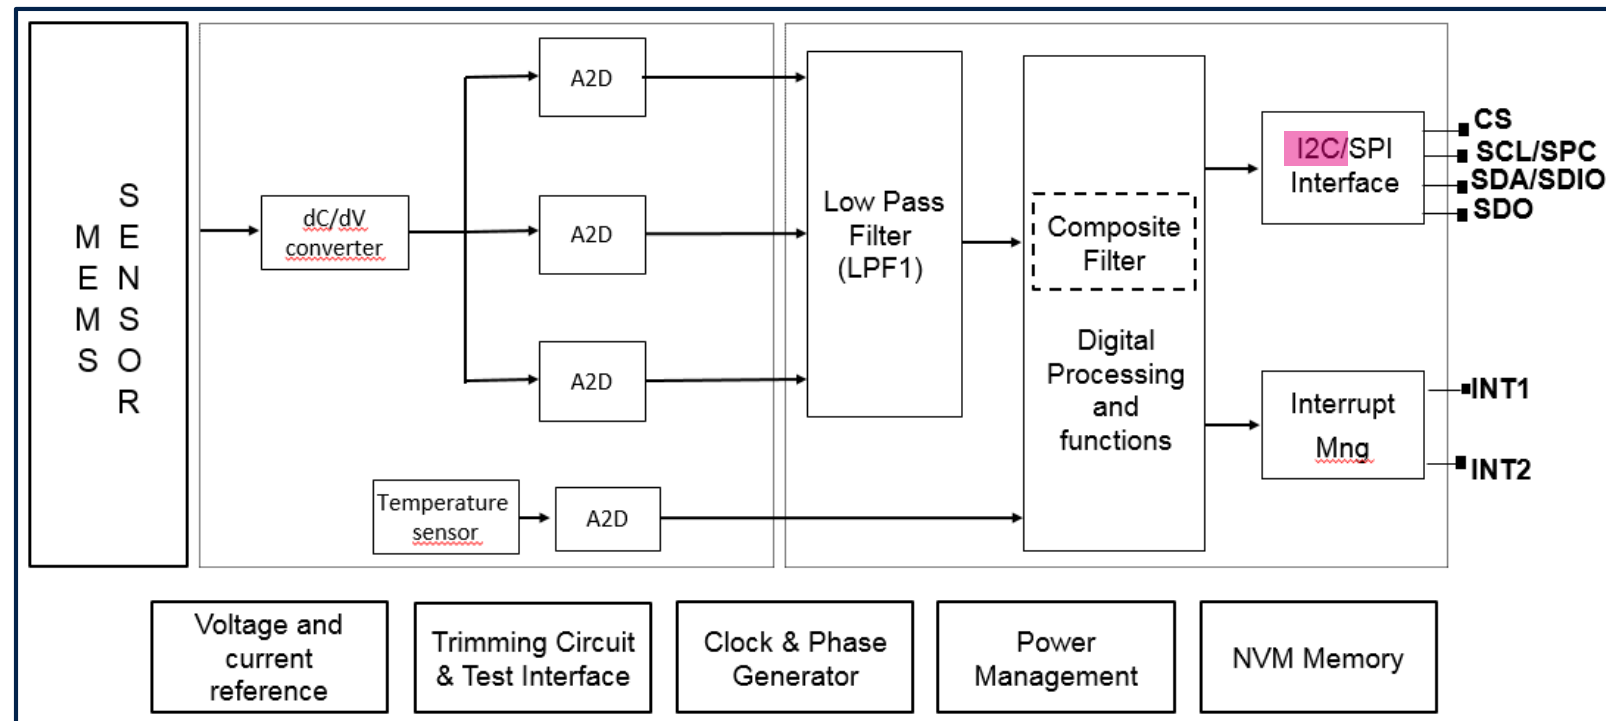 MEMS
SENSOR
dC/dV
converter
A2D
A2D
A2D
Temperature
sensor
A2D
Low Pass
Filter
(LPF1)
Composite
Filter
Digital
Processing
and
functions
I2C/SPI
Interface
CS
SCL/SPC
SDA/SDIO
SDO
Interrupt
Mng
INT1
INT2
Voltage and
current
reference
Trimming Circuit
& Test Interface
Clock & Phase
Generator
Power
Management
NVM Memory